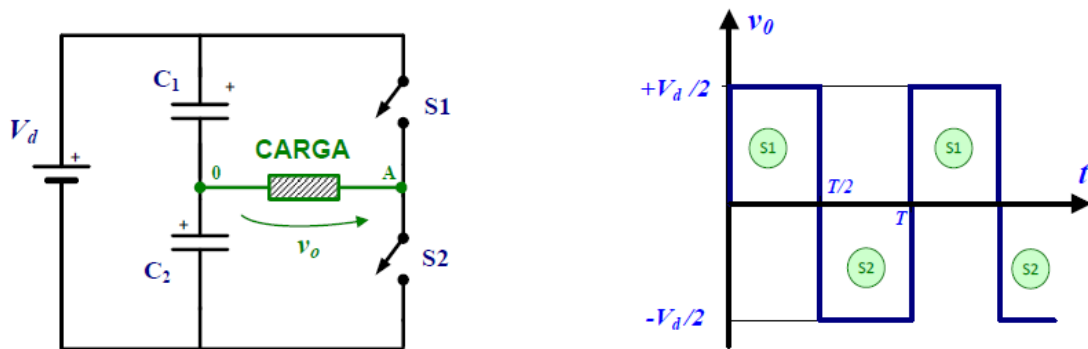 C1
+
S1
Vd
+
CARGA
0
A
vo
+
C2
S2
v0
+Vd /2
S1
S1
T/2
t
T
S2
S2
-Vd /2